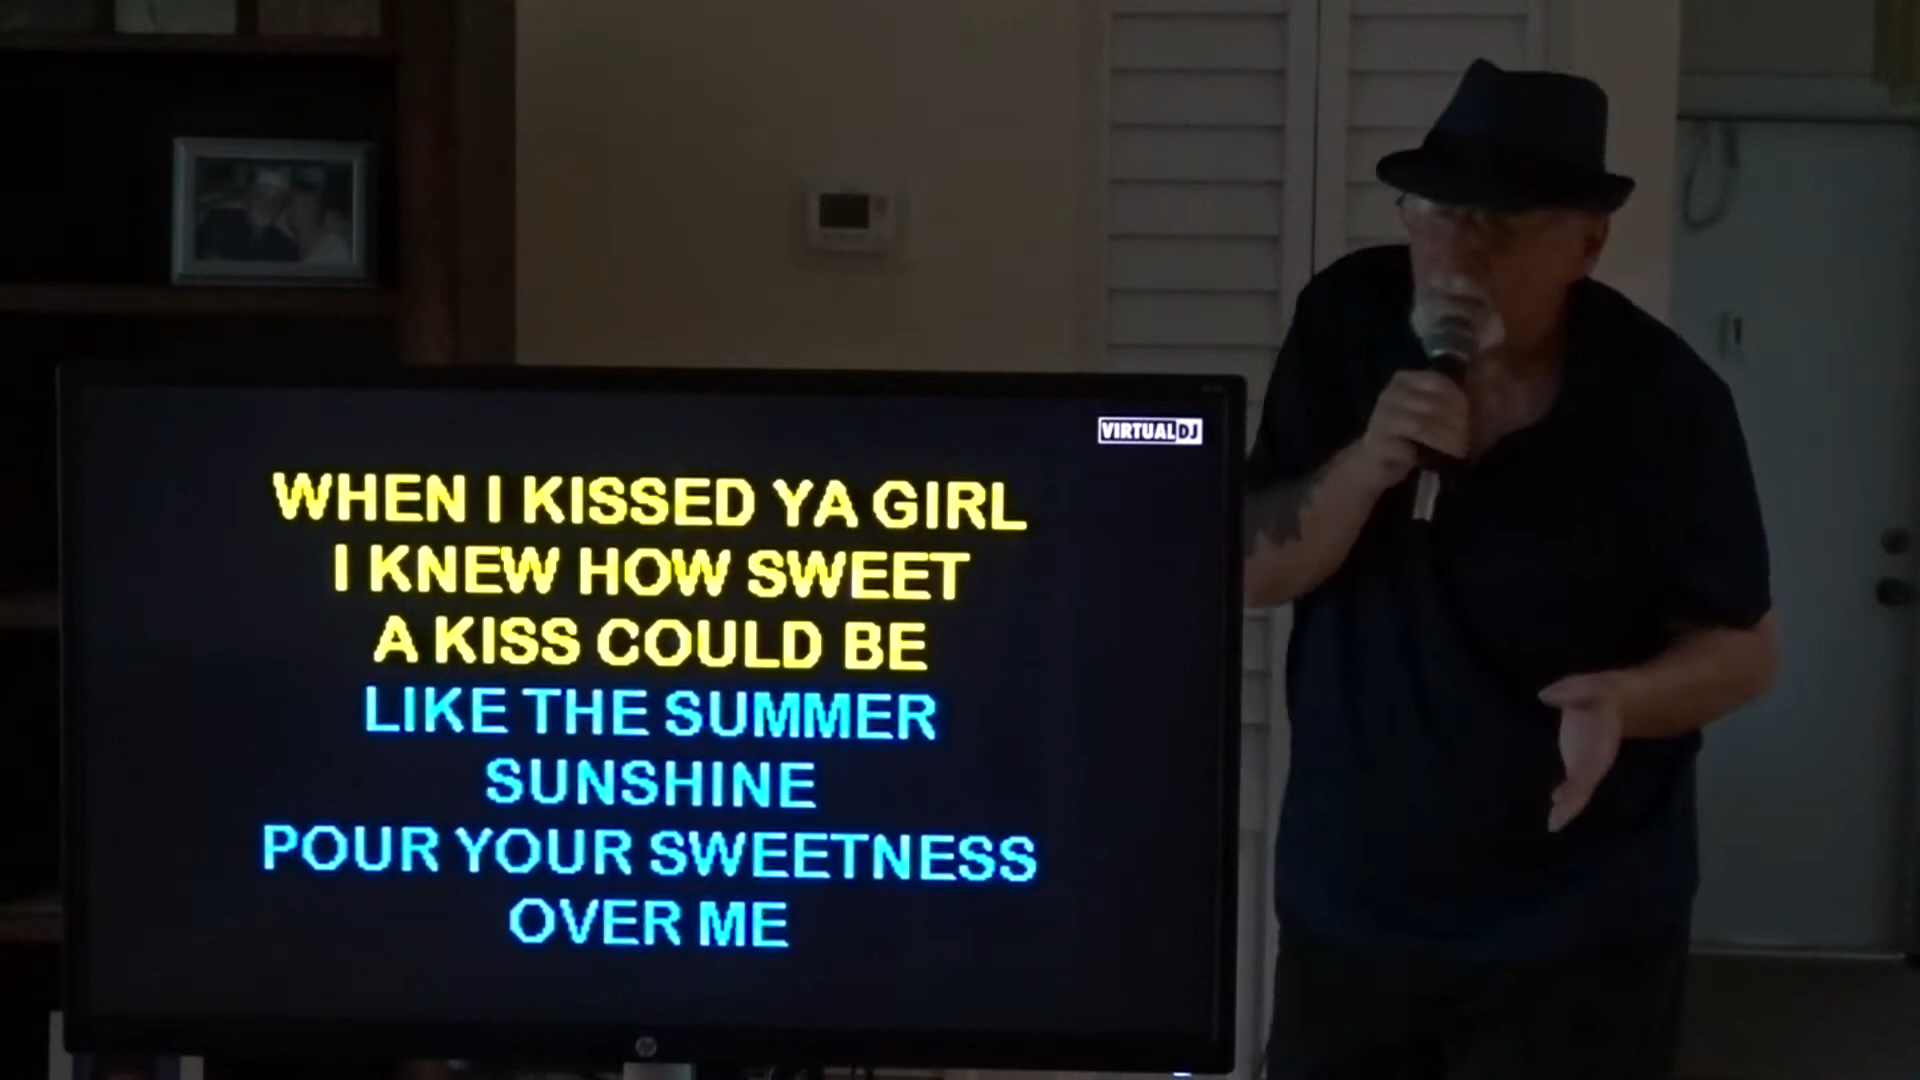 VIRTUALDJ
WHEN I KISSED YA GIRL
I KNEW HOW SWEET
A KISS COULD BE
LIKE THE SUMMER
SUNSHINE
POUR YOUR SWEETNESS
OVER ME
hp